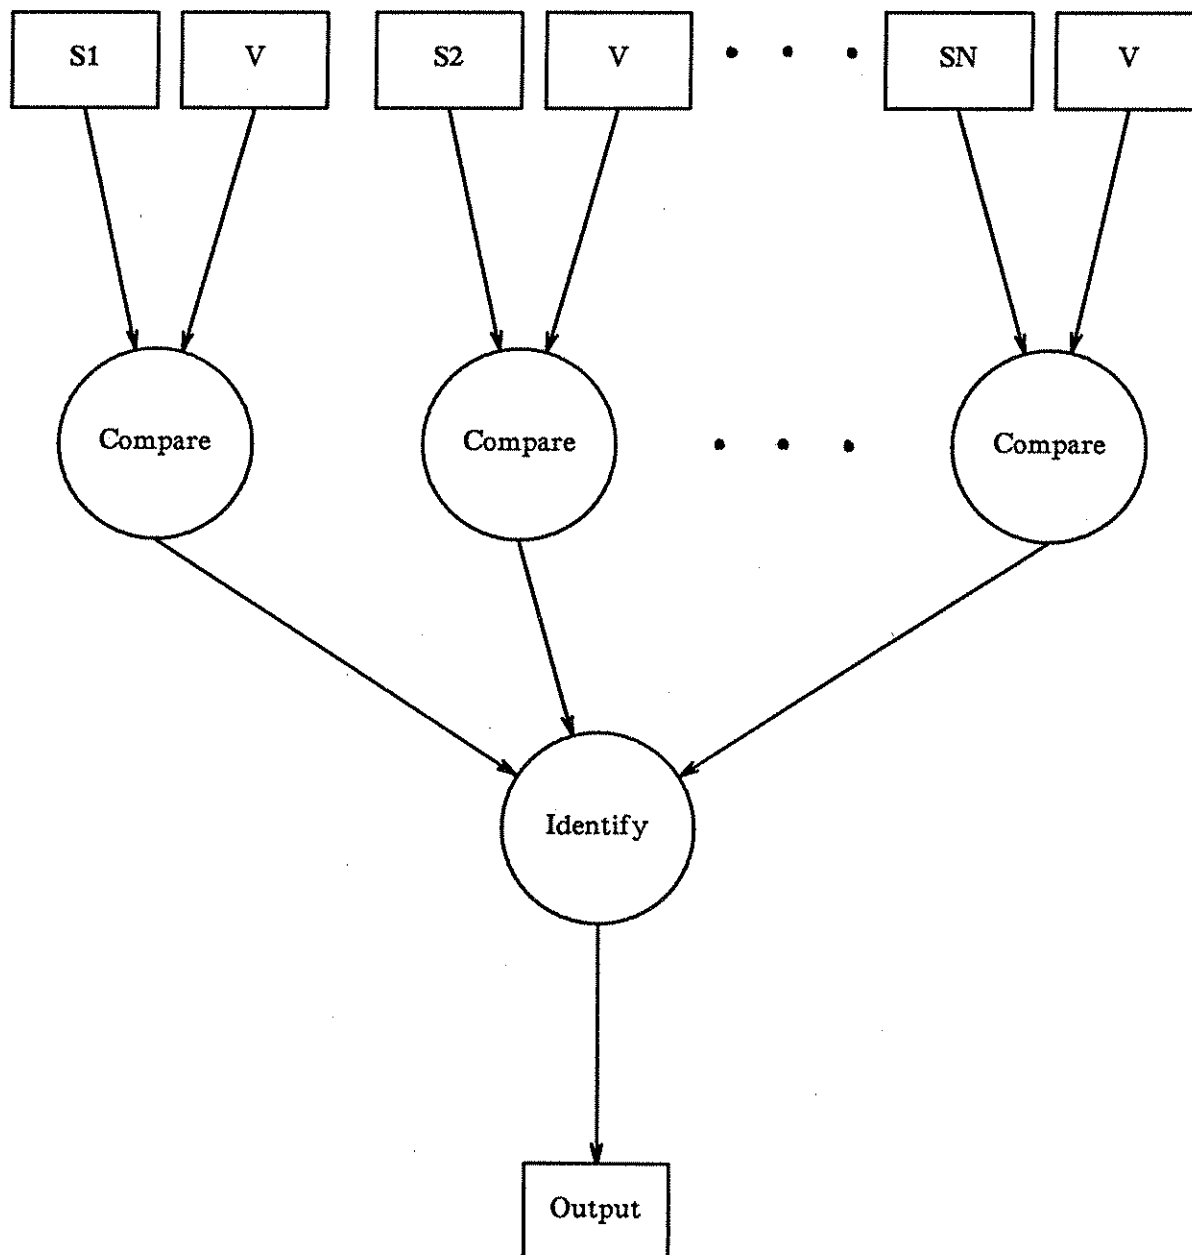 S1 V S2 V • • • SN V
Compare Compare • • • Compare
Identify
Output